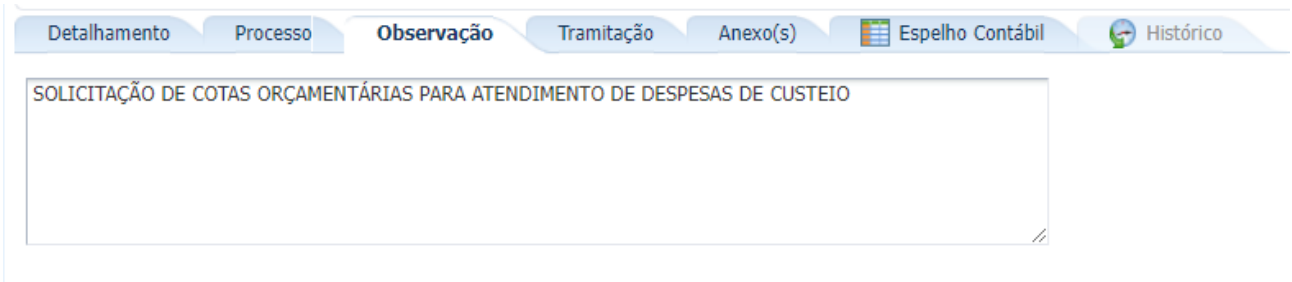 Detalhamento Processo Observação Tramitação Anexo(s) Espelho Contábil Histórico
SOLICITAÇÃO DE COTAS ORÇAMENTÁRIAS PARA ATENDIMENTO DE DESPESAS DE CUSTEIO